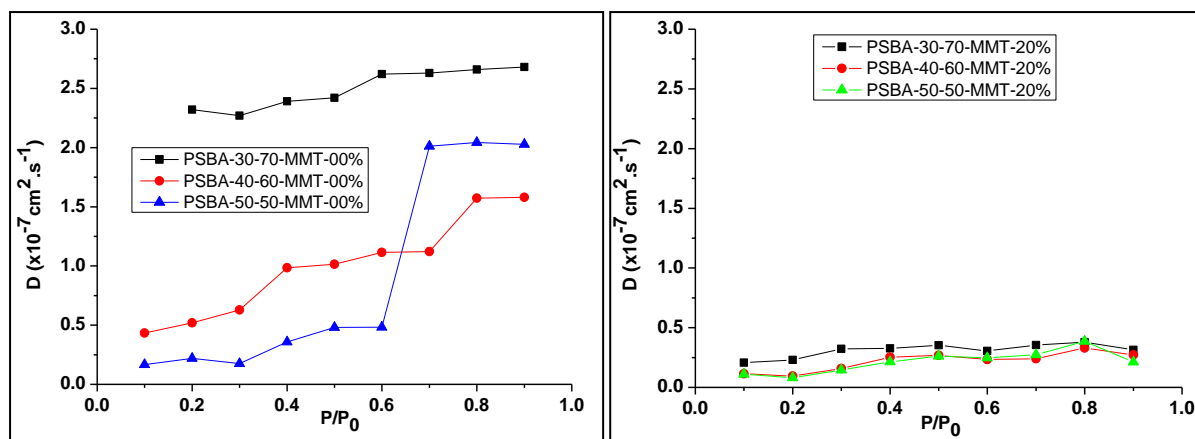 3.0
2.5
2.0
1.5
1.0
0.5
0.0
D (x10-7cm2.s-1)
PSBA-30-70-MMT-00%
PSBA-40-60-MMT-00%
PSBA-50-50-MMT-00%
0.0 0.2 0.4 0.6 0.8 1.0
P/P0
3.0
2.5
2.0
1.5
1.0
0.5
0.0
D (x10-7cm2.s-1)
PSBA-30-70-MMT-20%
PSBA-40-60-MMT-20%
PSBA-50-50-MMT-20%
0.0 0.2 0.4 0.6 0.8 1.0
P/P0